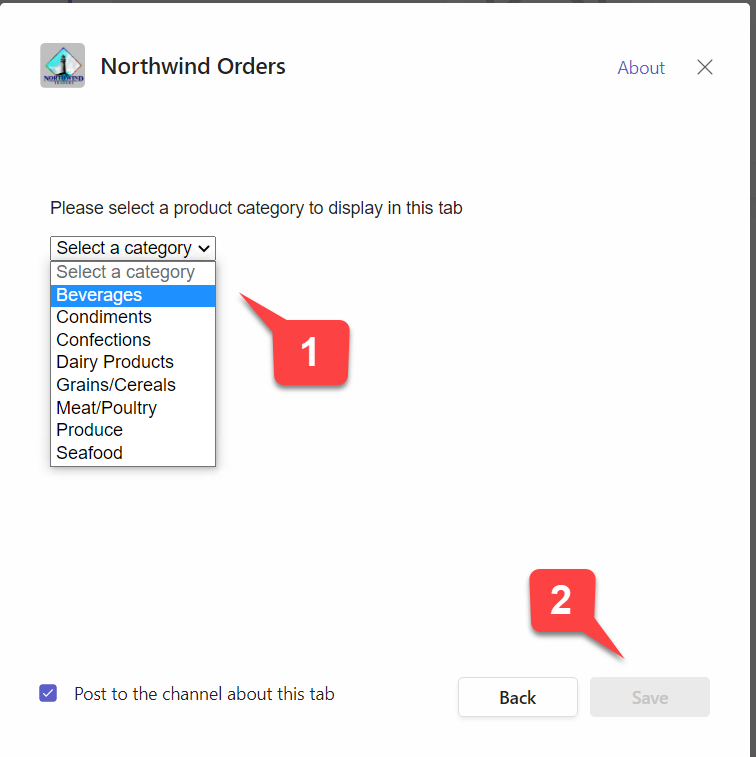 NORTHWIND
Northwind Orders
About
Please select a product category to display in this tab
Select a category
Select a category
Beverages
Condiments
Confections
Dairy Products
Grains/Cereals
Meat/Poultry
Produce
Seafood
1
2
Post to the channel about this tab
Back
Save